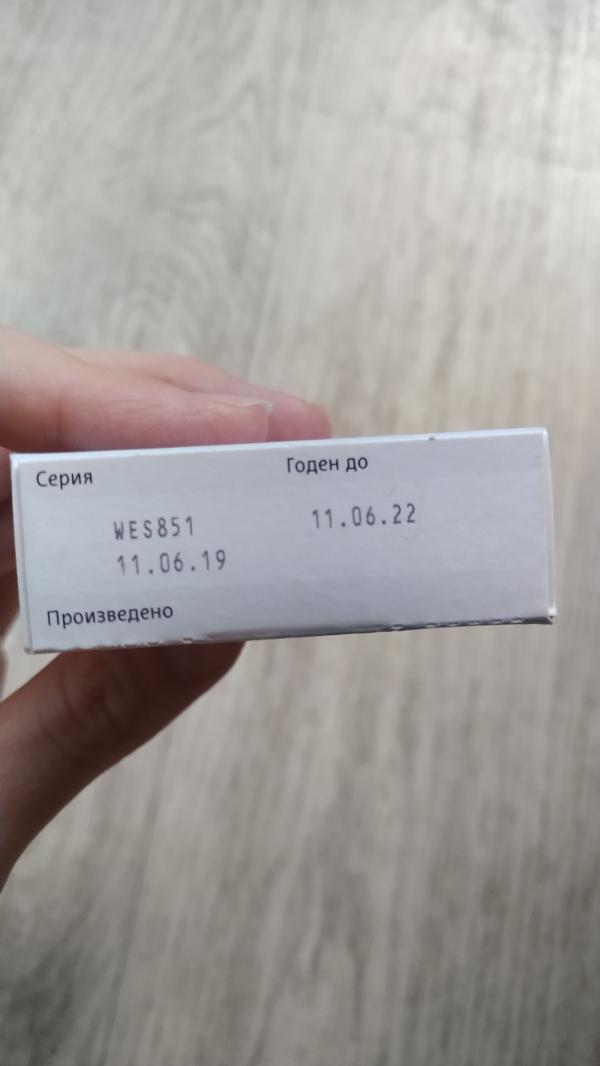 Серия
Годен до
WES851
11.06.22
11.06.19
Произведено